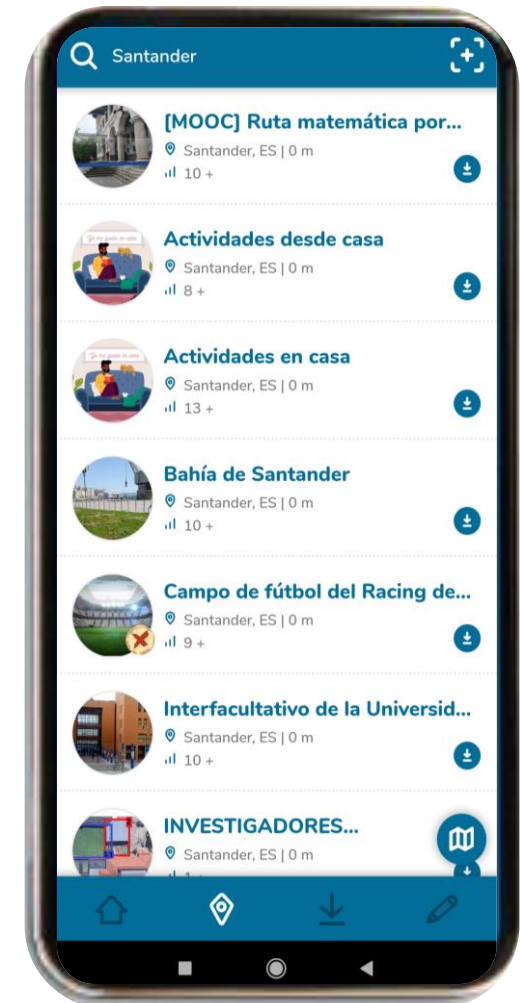 Santander
[MOOC] Ruta matemática por...
Santander, ES | 0 m
10 +
Actividades desde casa
Santander, ES | 0 m
8 +
Actividades en casa
Santander, ES | 0 m
13 +
Bahía de Santander
Santander, ES | 0 m
10 +
Campo de fútbol del Racing de...
Santander, ES | 0 m
9 +
Interfacultativo de la Universid...
Santander, ES | 0 m
10 +
INVESTIGADORES...
Santander, ES | 0 m